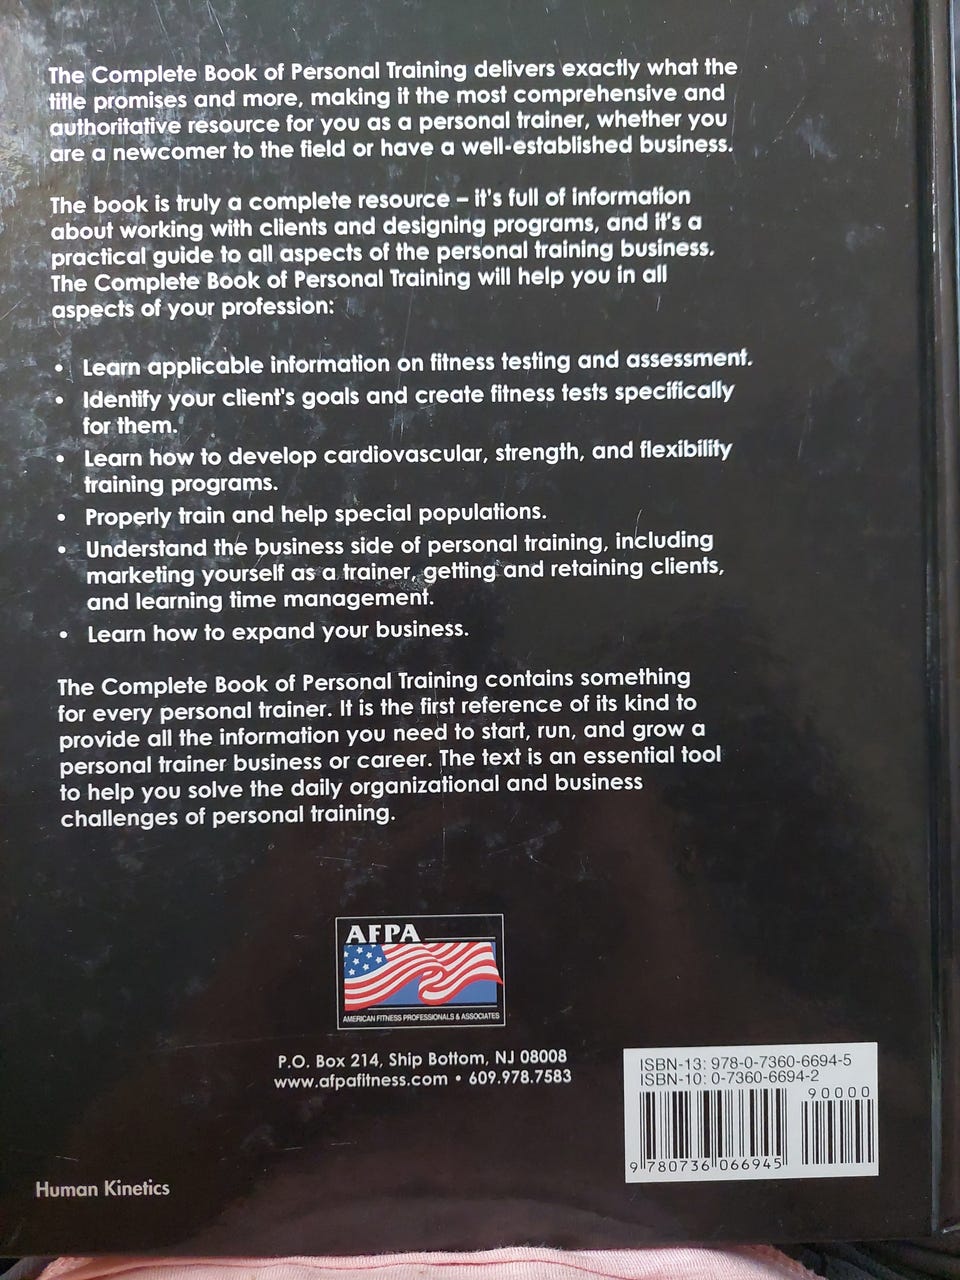 The Complete Book of Personal Training delivers exactly what the
title promises and more, making it the most comprehensive and
authoritative resource for you as a personal trainer, whether you
are a newcomer to the field or have a well-established business.
The book is truly a complete resource – it's full of information
about working with clients and designing programs, and it's a
practical guide to all aspects of the personal training business.
The Complete Book of Personal Training will help you in all
aspects of your profession:
• Learn applicable information on fitness testing and assessment.
• Identify your client's goals and create fitness tests specifically
for them.
• Learn how to develop cardiovascular, strength, and flexibility
training programs.
• Properly train and help special populations.
• Understand the business side of personal training, including
marketing yourself as a trainer, getting and retaining clients,
and learning time management.
• Learn how to expand your business.
The Complete Book of Personal Training contains something
for every personal trainer. It is the first reference of its kind to
provide all the information you need to start, run, and grow a
personal trainer business or career. The text is an essential tool
to help you solve the daily organizational and business
challenges of personal training.
AFPA
AMERICAN FITNESS PROFESSIONALS & ASSOCIATES
P.O. Box 214, Ship Bottom, NJ 08008
www.afpafitness.com • 609.978.7583
ISBN-13: 978-0-7360-6694-5
ISBN-10: 0-7360-6694-2
90000
9 780736 066945
Human Kinetics